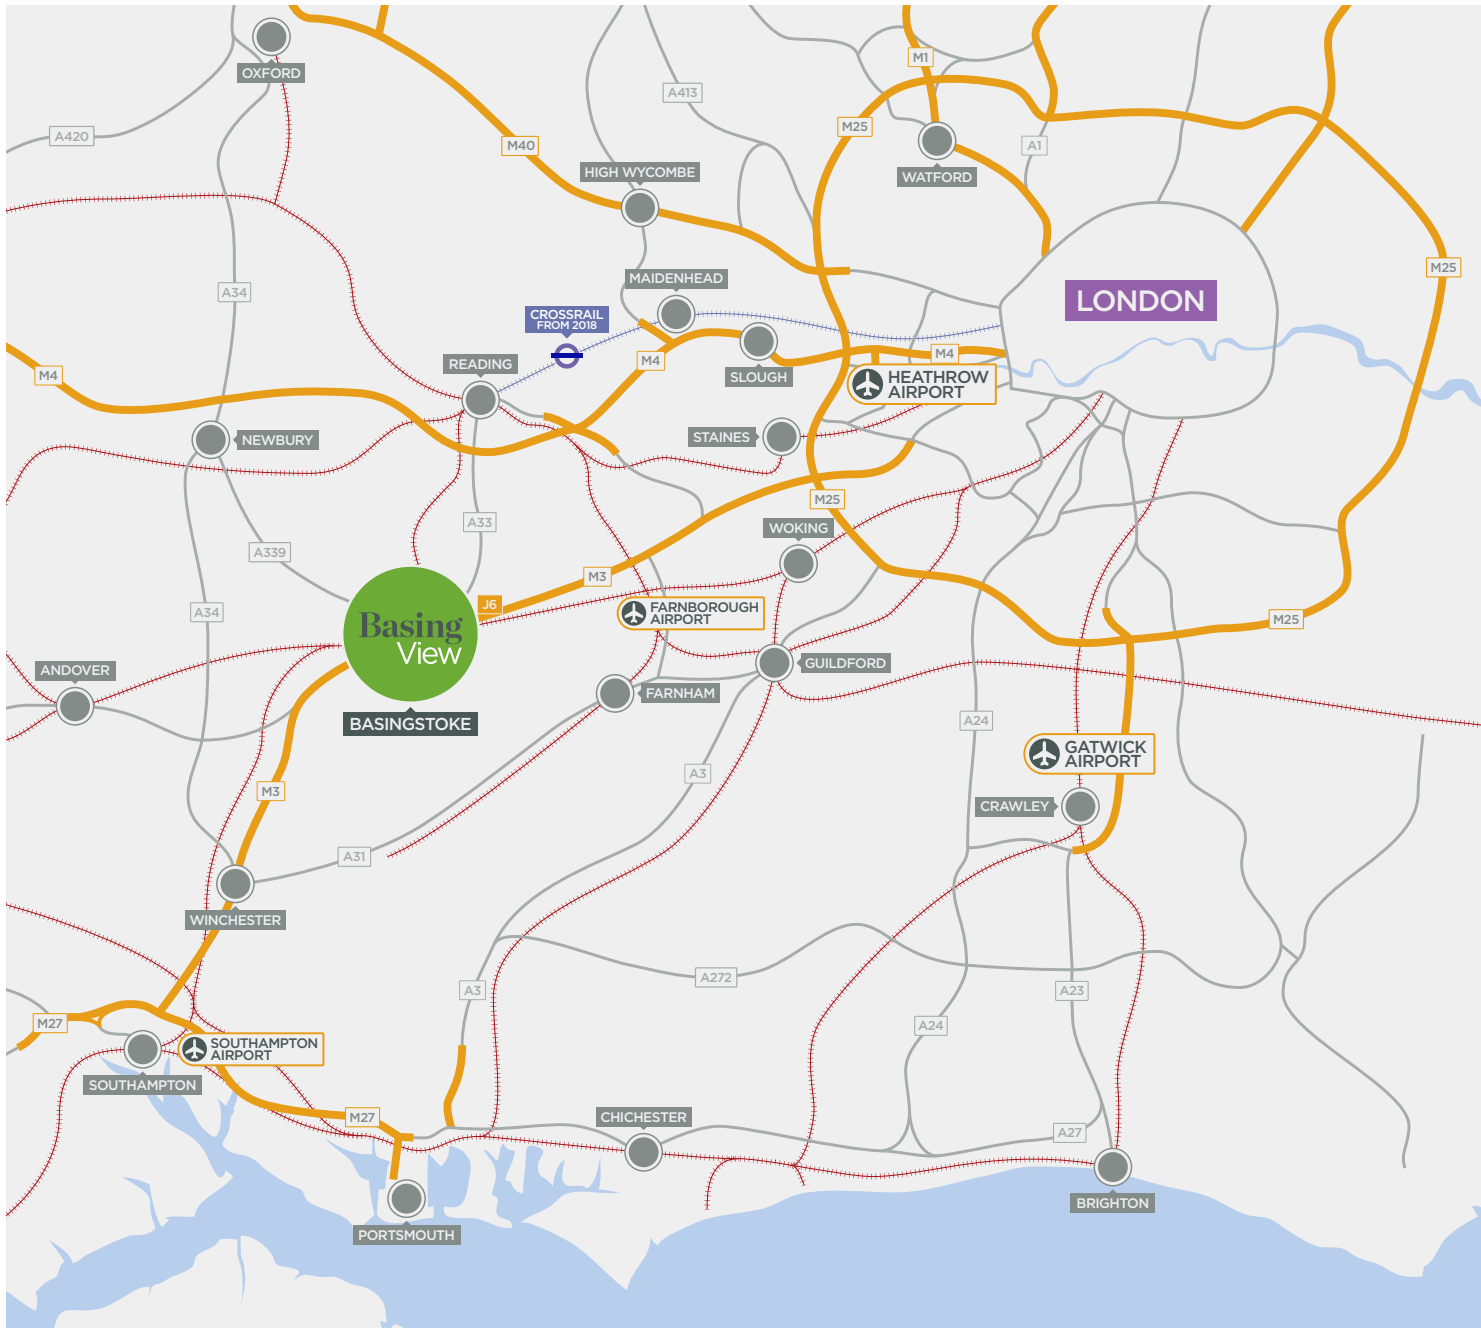 OXFORD
M1
A413
A420
M25
M40
A1
HIGH WYCOMBE
WATFORD
M25
MAIDENHEAD
A34
LONDON
CROSSRAIL
FROM 2018
M4
M4
READING
M4
SLOUGH
HEATHROW
AIRPORT
NEWBURY
STAINES
M25
A33
WOKING
A339
M3
J6
A34
FARNBOROUGH
AIRPORT
M25
Basing
View
ANDOVER
GUILDFORD
FARNHAM
BASINGSTOKE
A24
GATWICK
AIRPORT
A3
M3
CRAWLEY
A31
WINCHESTER
A272
A3
A23
M27
A24
SOUTHAMPTON
AIRPORT
SOUTHAMPTON
M27
CHICHESTER
A27
BRIGHTON
PORTSMOUTH